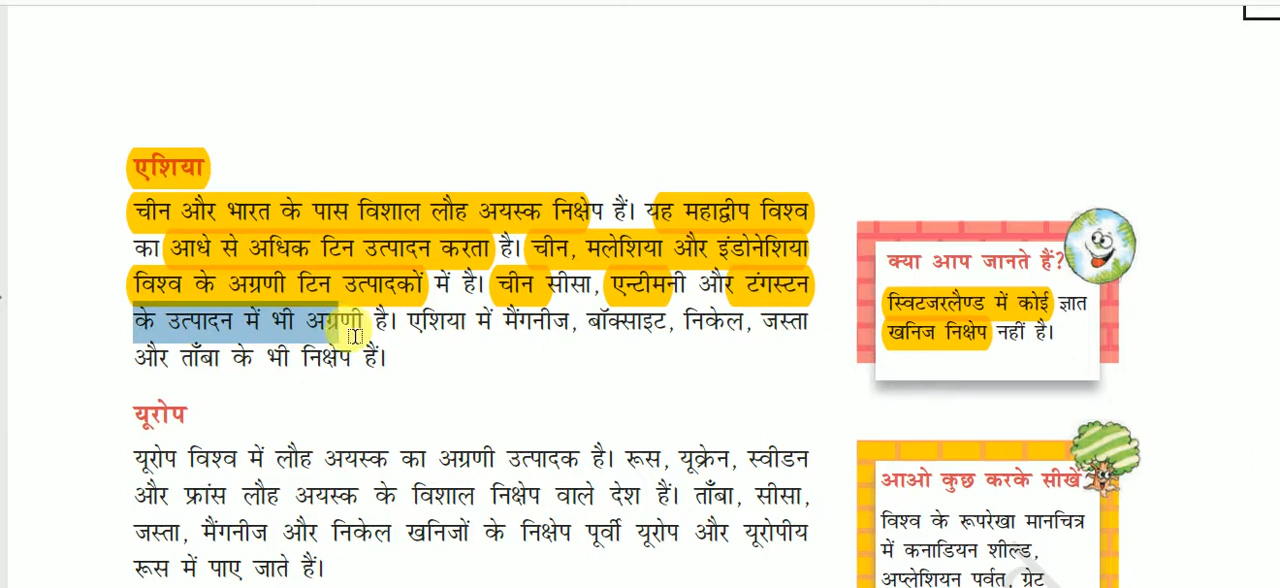 एशिया
चीन और भारत के पास विशाल लौह अयस्क निक्षेप हैं। यह महाद्वीप विश्व
का आधे से अधिक टिन उत्पादन करता है। चीन, मलेशिया और इंडोनेशिया
विश्व के अग्रणी टिन उत्पादकों में है। चीन सीसा, एन्टीमनी और टंगस्टन
के उत्पादन में भी अग्रणी है। एशिया में मैंगनीज, बॉक्साइट, निकेल, जस्ता
और ताँबा के भी निक्षेप हैं।
यूरोप
यूरोप विश्व में लौह अयस्क का अग्रणी उत्पादक है। रूस, यूक्रेन, स्वीडन
और फ्रांस लौह अयस्क के विशाल निक्षेप वाले देश हैं। ताँबा, सीसा,
जस्ता, मैंगनीज और निकेल खनिजों के निक्षेप पूर्वी यूरोप और यूरोपीय
रूस में पाए जाते हैं।
क्या आप जानते हैं?
स्विटजरलैण्ड में कोई ज्ञात
खनिज निक्षेप नहीं है।
आओ कुछ करके सीखें
विश्व के रूपरेखा मानचित्र
में कनाडियन शील्ड,
अप्लेशियन पर्वत, ग्रेट